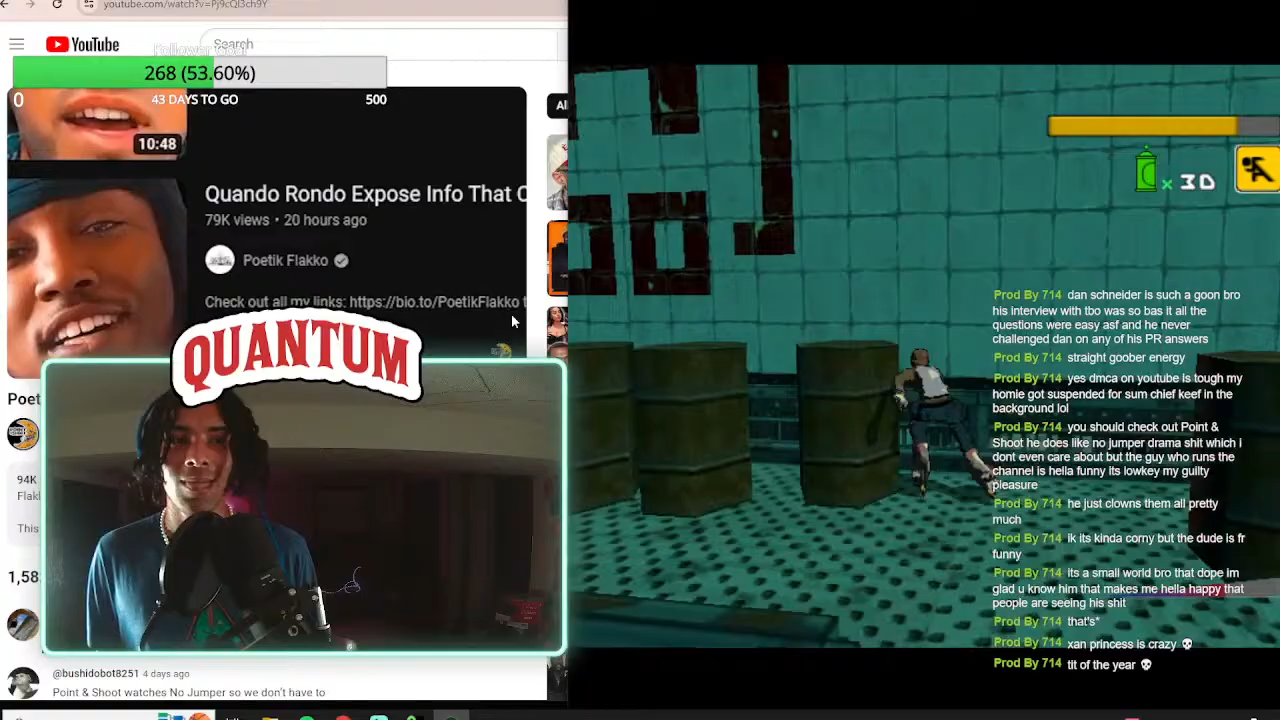 youtube.com/watch?v=Pj9cQl3ch9Y
YouTube
Search
268 (53.60%)
0
43 DAYS TO GO
500
All
10:48
Quando Rondo Expose Info That C
79K views • 20 hours ago
Poetik Flakko
Check out all my links: https://bio.to/PoetikFlakko t
QUANTUM
Poet
94K
Flakk
This
1,58
@bushidobot8251 4 days ago
Point & Shoot watches No Jumper so we don't have to
x 30
Prod By 714 dan schneider is such a goon bro
his interview with tbo was so bas it all the
questions were easy asf and he never
challenged dan on any of his PR answers
Prod By 714 straight goober energy
Prod By 714 yes dmca on youtube is tough my
homie got suspended for sum chief keef in the
background lol
Prod By 714 you should check out Point &
Shoot he does like no jumper drama shit which i
dont even care about but the guy who runs the
channel is hella funny its lowkey my guilty
pleasure
Prod By 714 he just clowns them all pretty
much
Prod By 714 ik its kinda corny but the dude is fr
funny
Prod By 714 its a small world bro that dope im
glad u know him that makes me hella happy that
people are seeing his shit
Prod By 714 that's*
Prod By 714 xan princess is crazy 💀
Prod By 714 tit of the year 💀